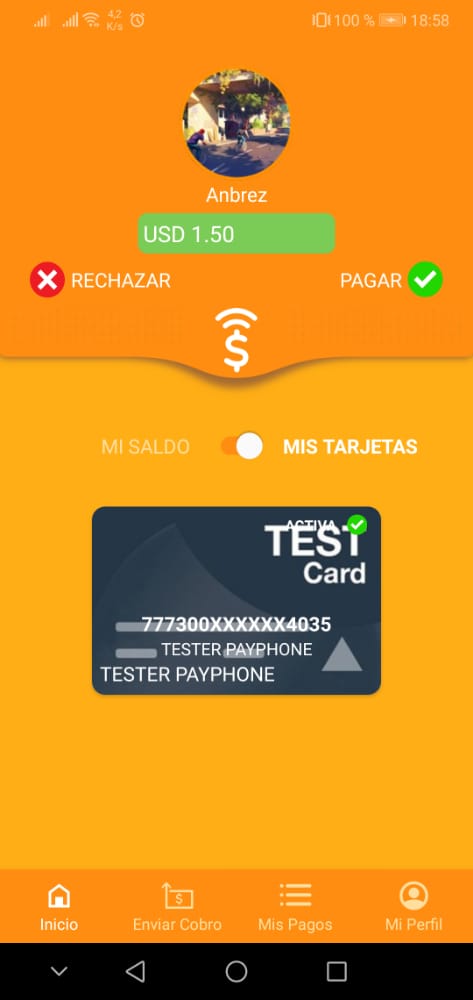 4,2
K/s
100 %
18:58
Anbrez
USD 1.50
RECHAZAR
PAGAR
$
MI SALDO
MIS TARJETAS
ACTIVA
TEST
Card
777300XXXXXX4035
TESTER PAYPHONE
TESTER PAYPHONE
$
Inicio
Enviar Cobro
Mis Pagos
Mi Perfil